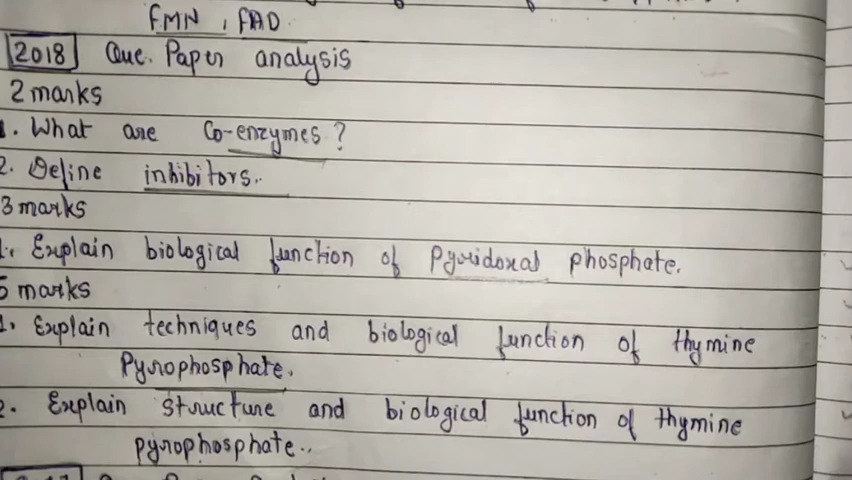 FMN, FAD
2018 Que. Paper analysis
2 marks
1. What are Co-enzymes?
2. Define inhibitors..
3 marks
1. Explain biological function of Pyridoxal phosphate.
5 marks
1. Explain techniques and biological function of thymine
Pyrophosphate.
2. Explain structure and biological function of thymine
pyrophosphate..